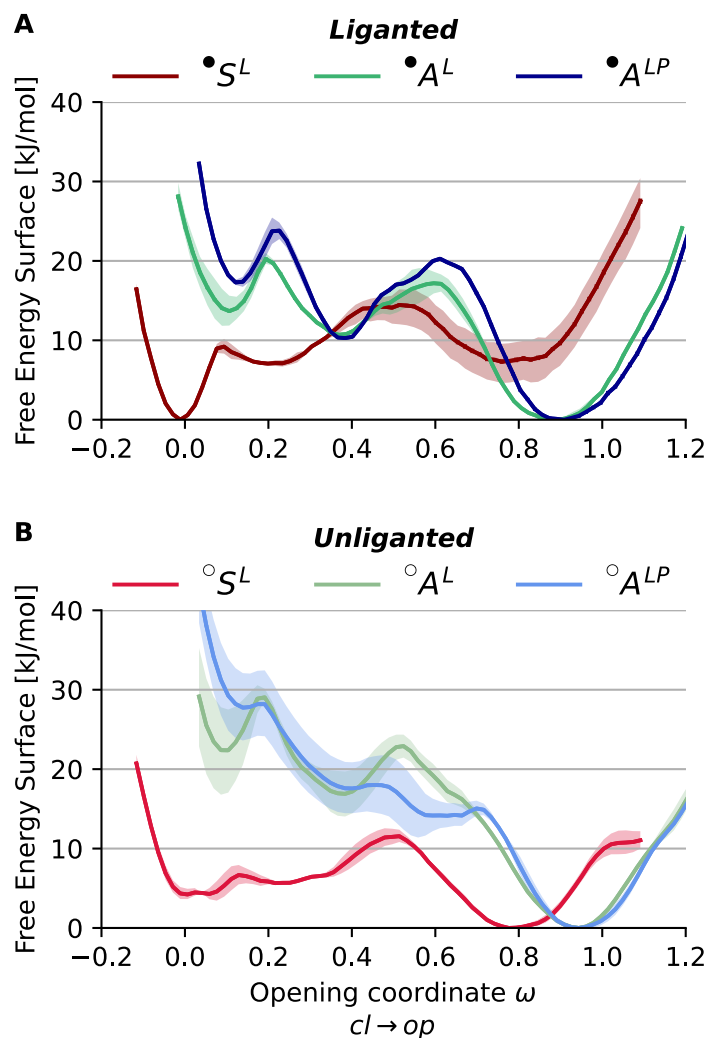 A
Liganted
●S^L ●A^L ●A^LP
Free Energy Surface [kJ/mol]
40
30
20
10
0
−0.2 0.0 0.2 0.4 0.6 0.8 1.0 1.2
B
Unliganted
○S^L ○A^L ○A^LP
Free Energy Surface [kJ/mol]
40
30
20
10
0
−0.2 0.0 0.2 0.4 0.6 0.8 1.0 1.2
Opening coordinate ω
cl → op